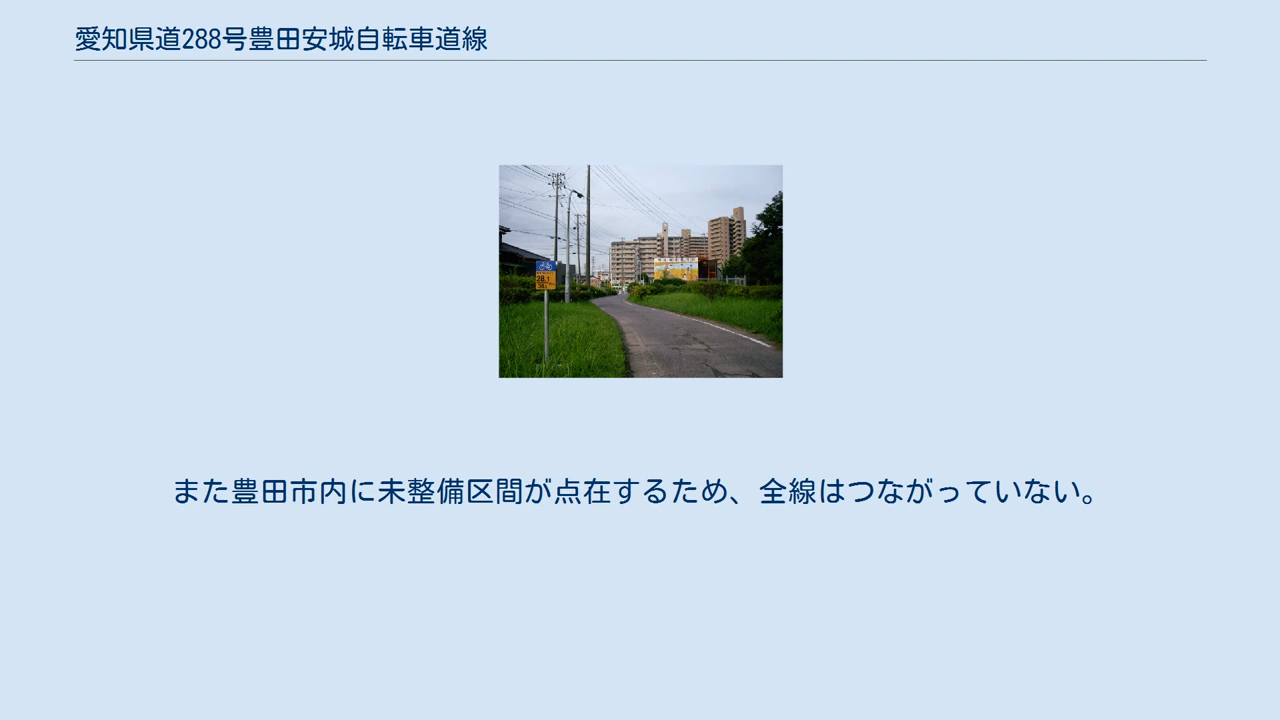 愛知県道288号豊田安城自転車道線
また豊田市内に未整備区間が点在するため、全線はつながっていない。